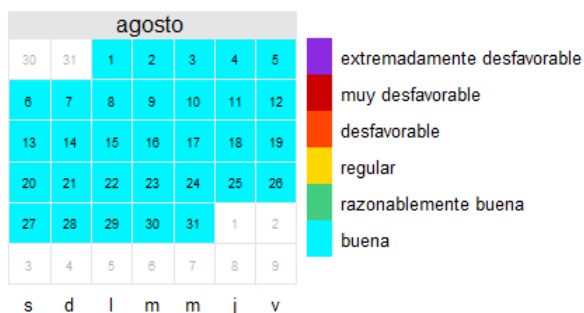 agosto
30 31 1 2 3 4 5
6 7 8 9 10 11 12
13 14 15 16 17 18 19
20 21 22 23 24 25 26
27 28 29 30 31 1 2
3 4 5 6 7 8 9
s d l m m j v
extremadamente desfavorable
muy desfavorable
desfavorable
regular
razonablemente buena
buena